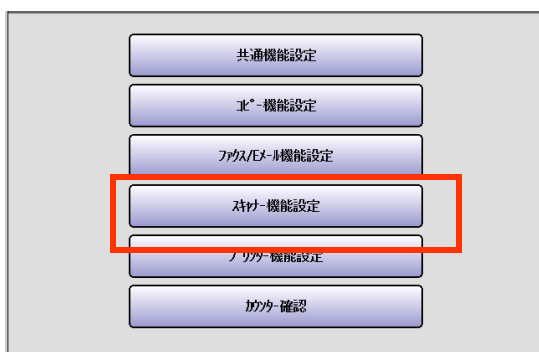 共通機能設定
ｺﾋﾟｰ機能設定
ﾌｧｸｽ/Eﾒｰﾙ機能設定
ｽｷｬﾅｰ機能設定
ﾌﾟﾘﾝﾀｰ機能設定
ｶｳﾝﾀｰ確認